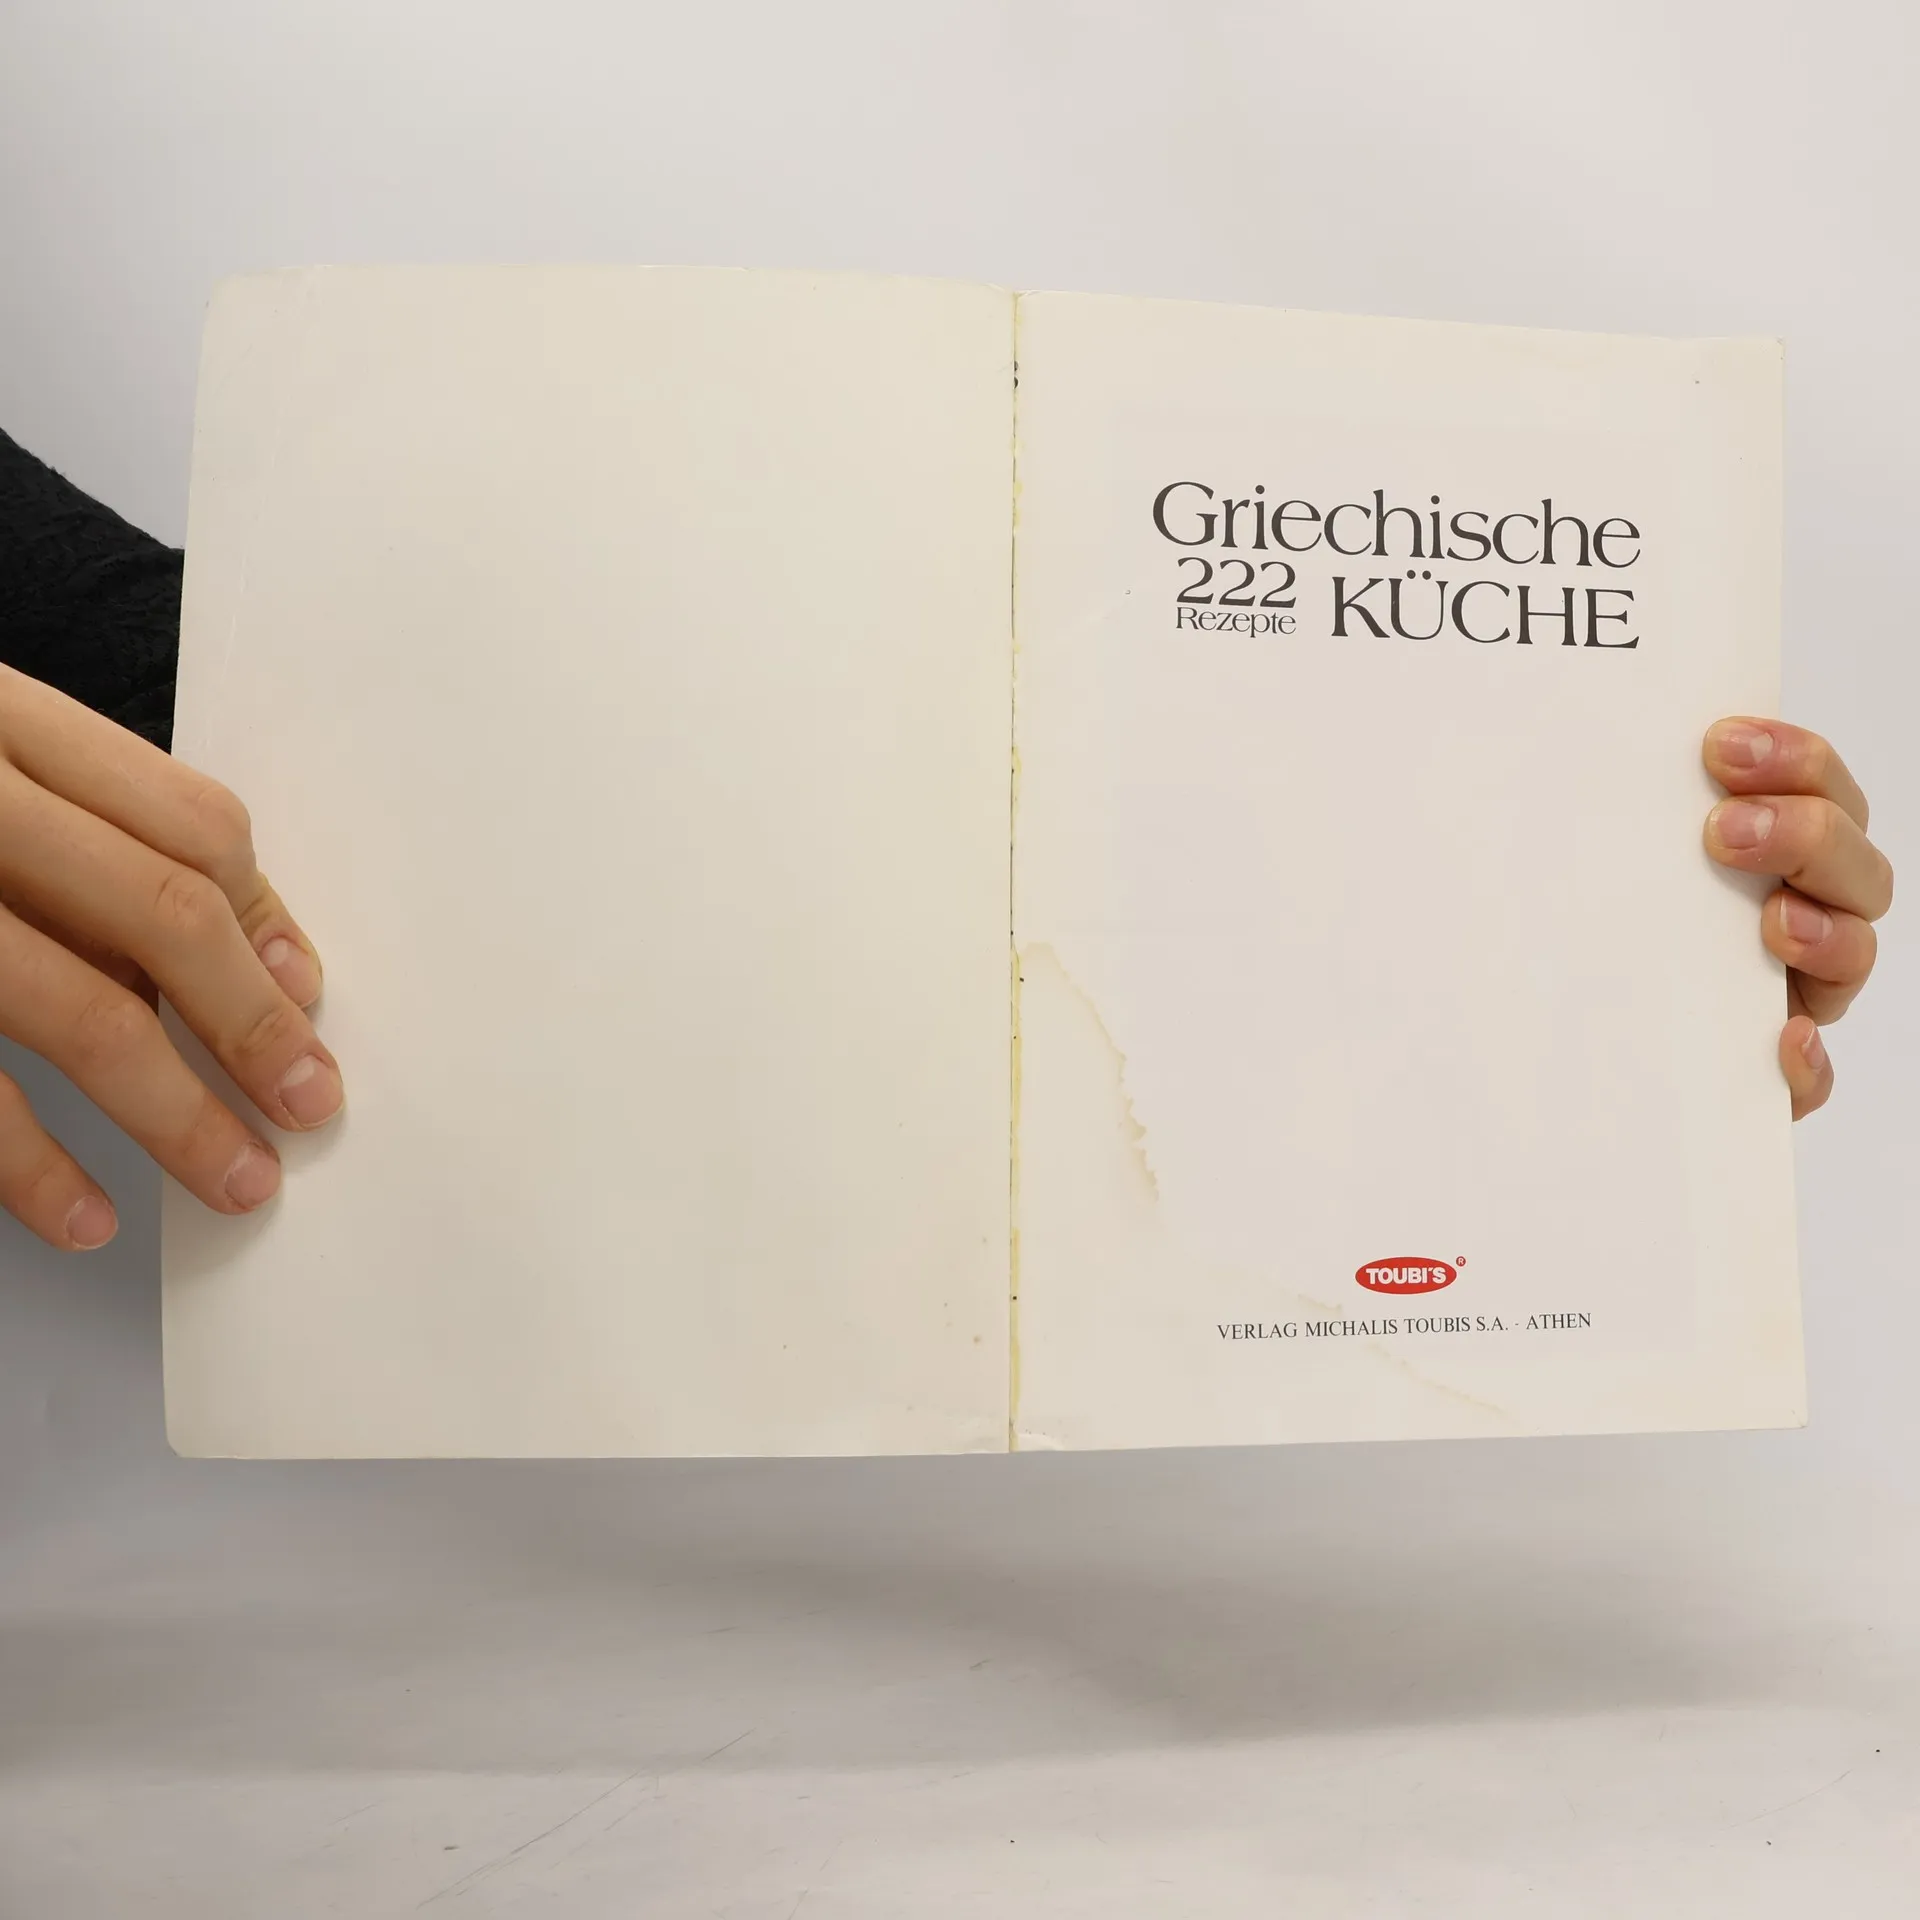 Griechische
222 KÜCHE
Rezepte
TOUBI'S®
VERLAG MICHALIS TOUBIS S.A. - ATHEN